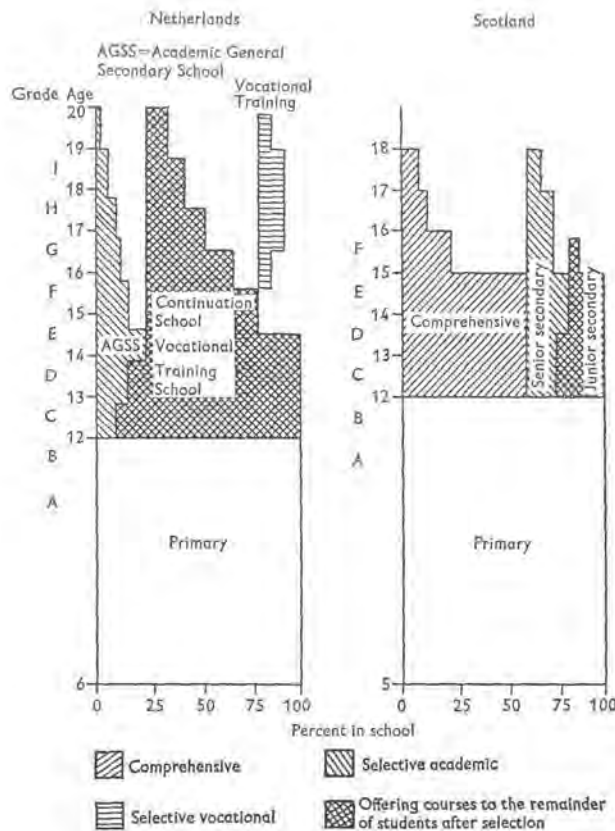 Netherlands
AGSS=Academic General
Secondary School
Vocational
Training
Grade Age
20
19
I
18
H
17
G
16
F
15
E
14
D
13
C
12
B
A
6
Continuation
School
Vocational
Training
School
AGSS
Primary
0 25 50 75 100
Scotland
18
17
16
F
15
E
14
D
13
C
12
B
A
5
Comprehensive
Senior secondary
Junior secondary
Primary
0 25 50 75 100
Percent in school
Comprehensive
Selective academic
Selective vocational
Offering courses to the remainder
of students after selection